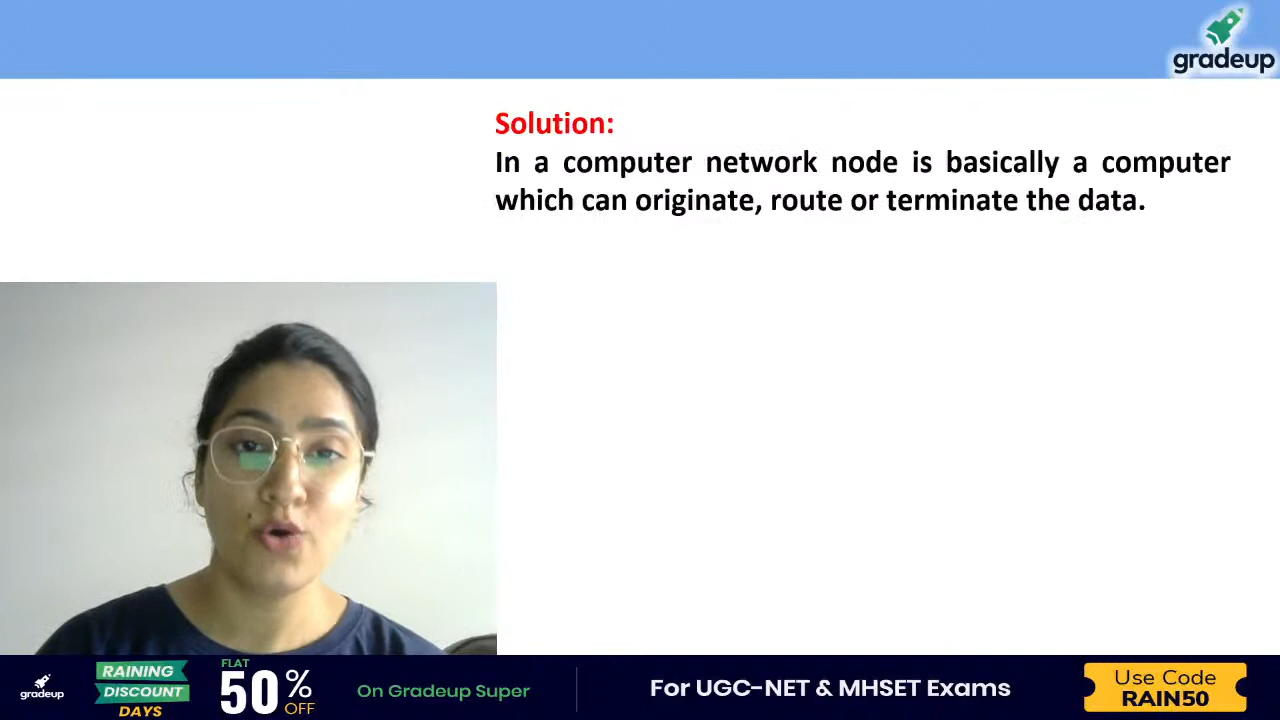 gradeup
Solution:
In a computer network node is basically a computer
which can originate, route or terminate the data.
gradeup
RAINING
DISCOUNT
DAYS
FLAT
50%
OFF
On Gradeup Super
For UGC-NET & MHSET Exams
Use Code
RAIN50